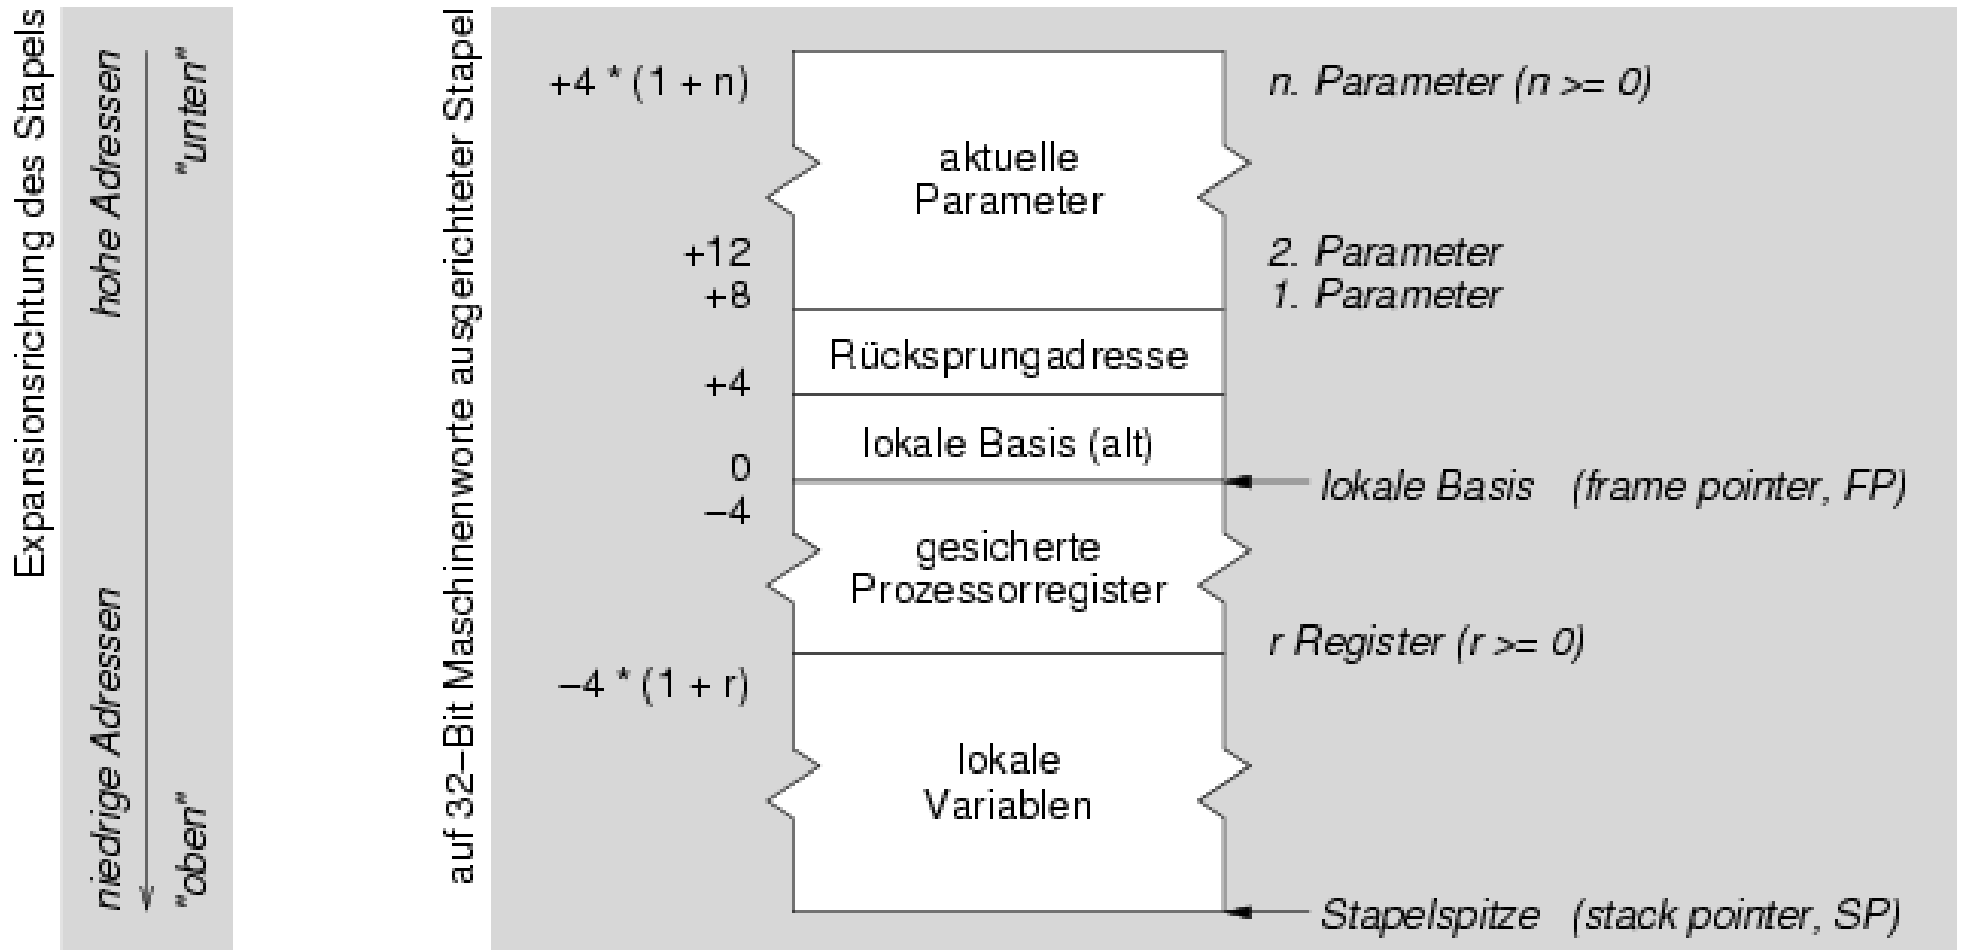 Expansionsrichtung des Stapels
hohe Adressen
"unten"
niedrige Adressen
"oben"
auf 32–Bit Maschinenworte ausgerichteter Stapel
+4 * (1 + n)
n. Parameter (n >= 0)
aktuelle
Parameter
+12
2. Parameter
+8
1. Parameter
Rücksprungadresse
+4
lokale Basis (alt)
0
lokale Basis (frame pointer, FP)
–4
gesicherte
Prozessorregister
r Register (r >= 0)
–4 * (1 + r)
lokale
Variablen
Stapelspitze (stack pointer, SP)